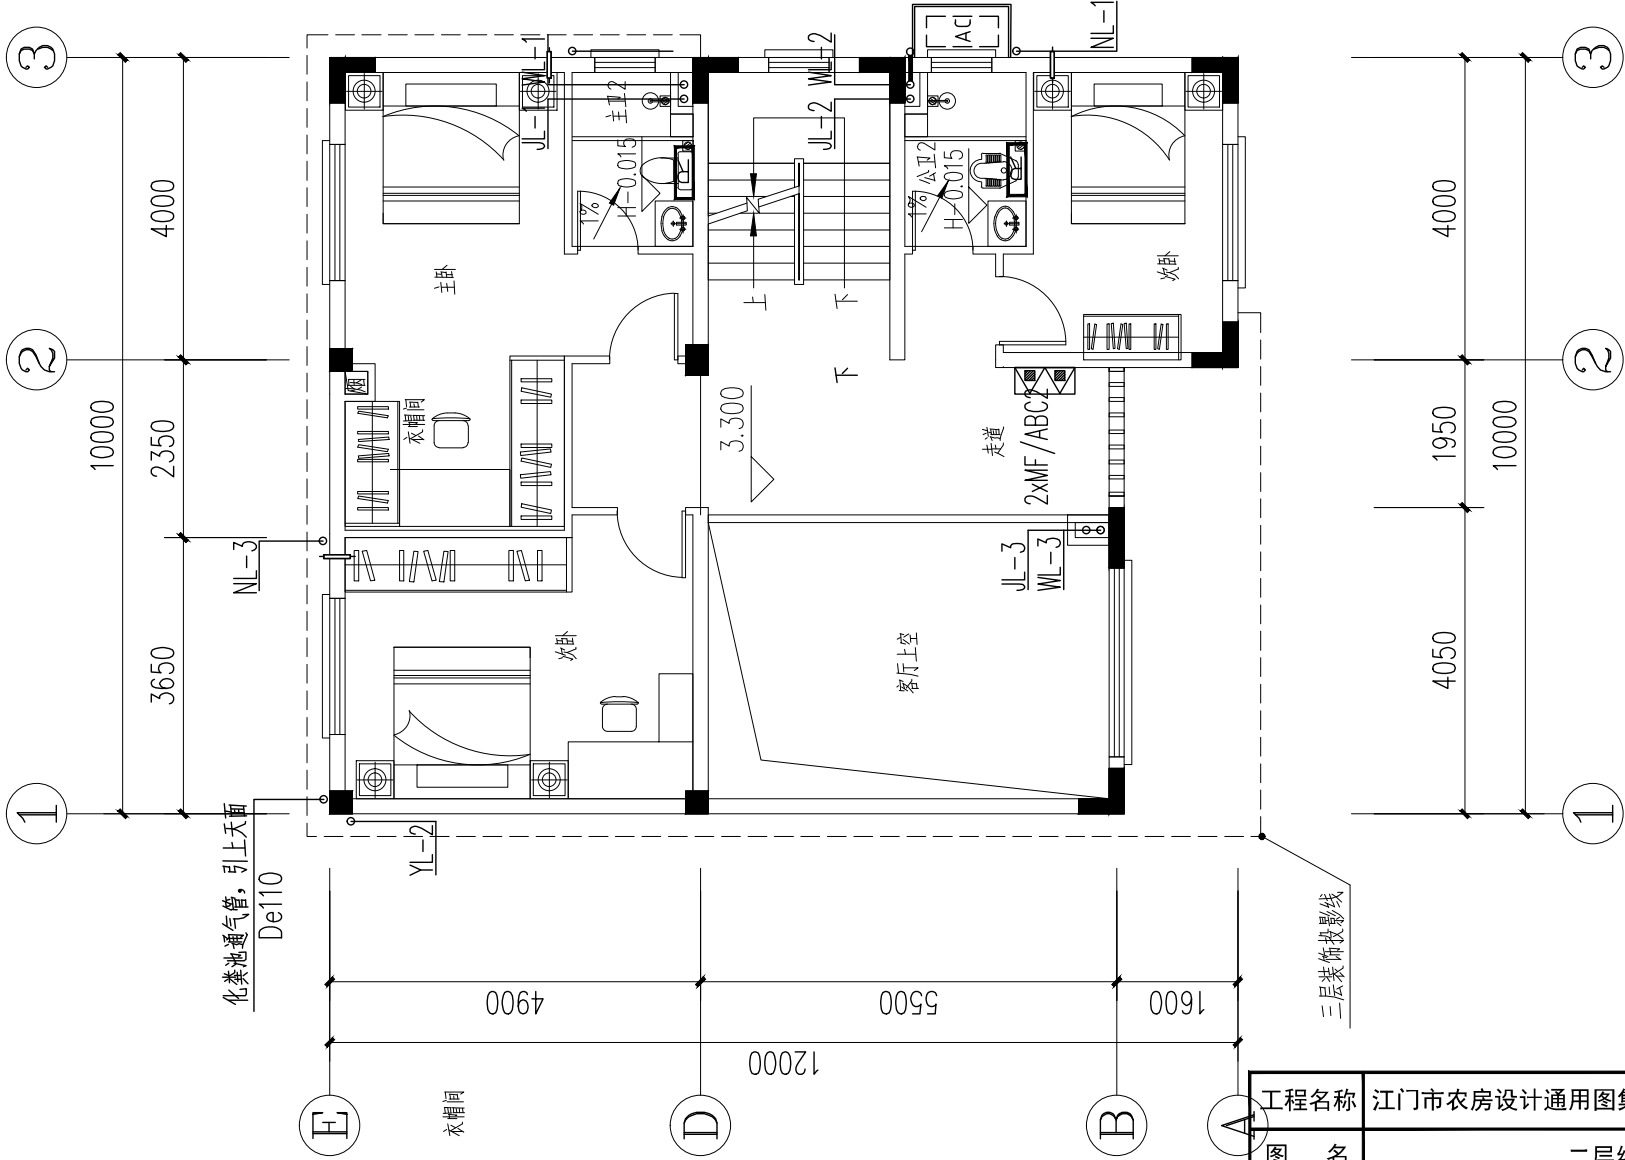 3
3
2
2
1
1
10000
4000
2350
3650
4000
1950
4050
10000
JL-1
WL-1
JL-2
WL-2
NL-1
AC
主卫2
H-0.015
1%
公卫2
H-0.015
1%
主卧
次卧
上
下
下
烟
衣帽间
3.300
走道
2xMF/ABC2
NL-3
JL-3
WL-3
次卧
客厅上空
化粪池通气管，引上天面
De110
YL-2
三层装饰投影线
4900
5500
1600
12000
E
D
B
A
衣帽间
工程名称
江门市农房设计通用图集
图 名